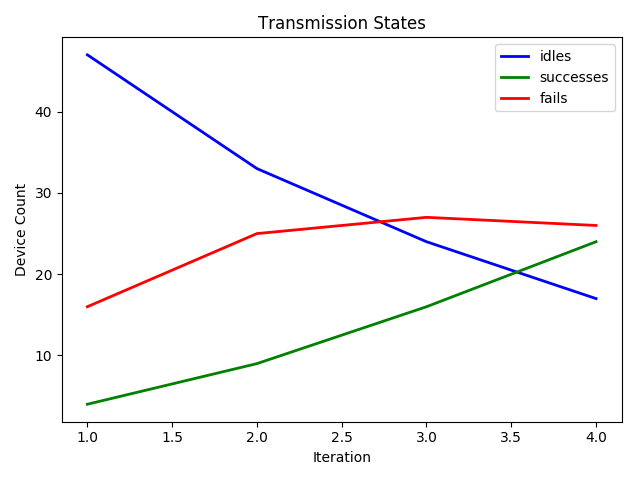 Transmission States
idles
successes
fails
40
30
20
10
Device Count
1.0 1.5 2.0 2.5 3.0 3.5 4.0
Iteration